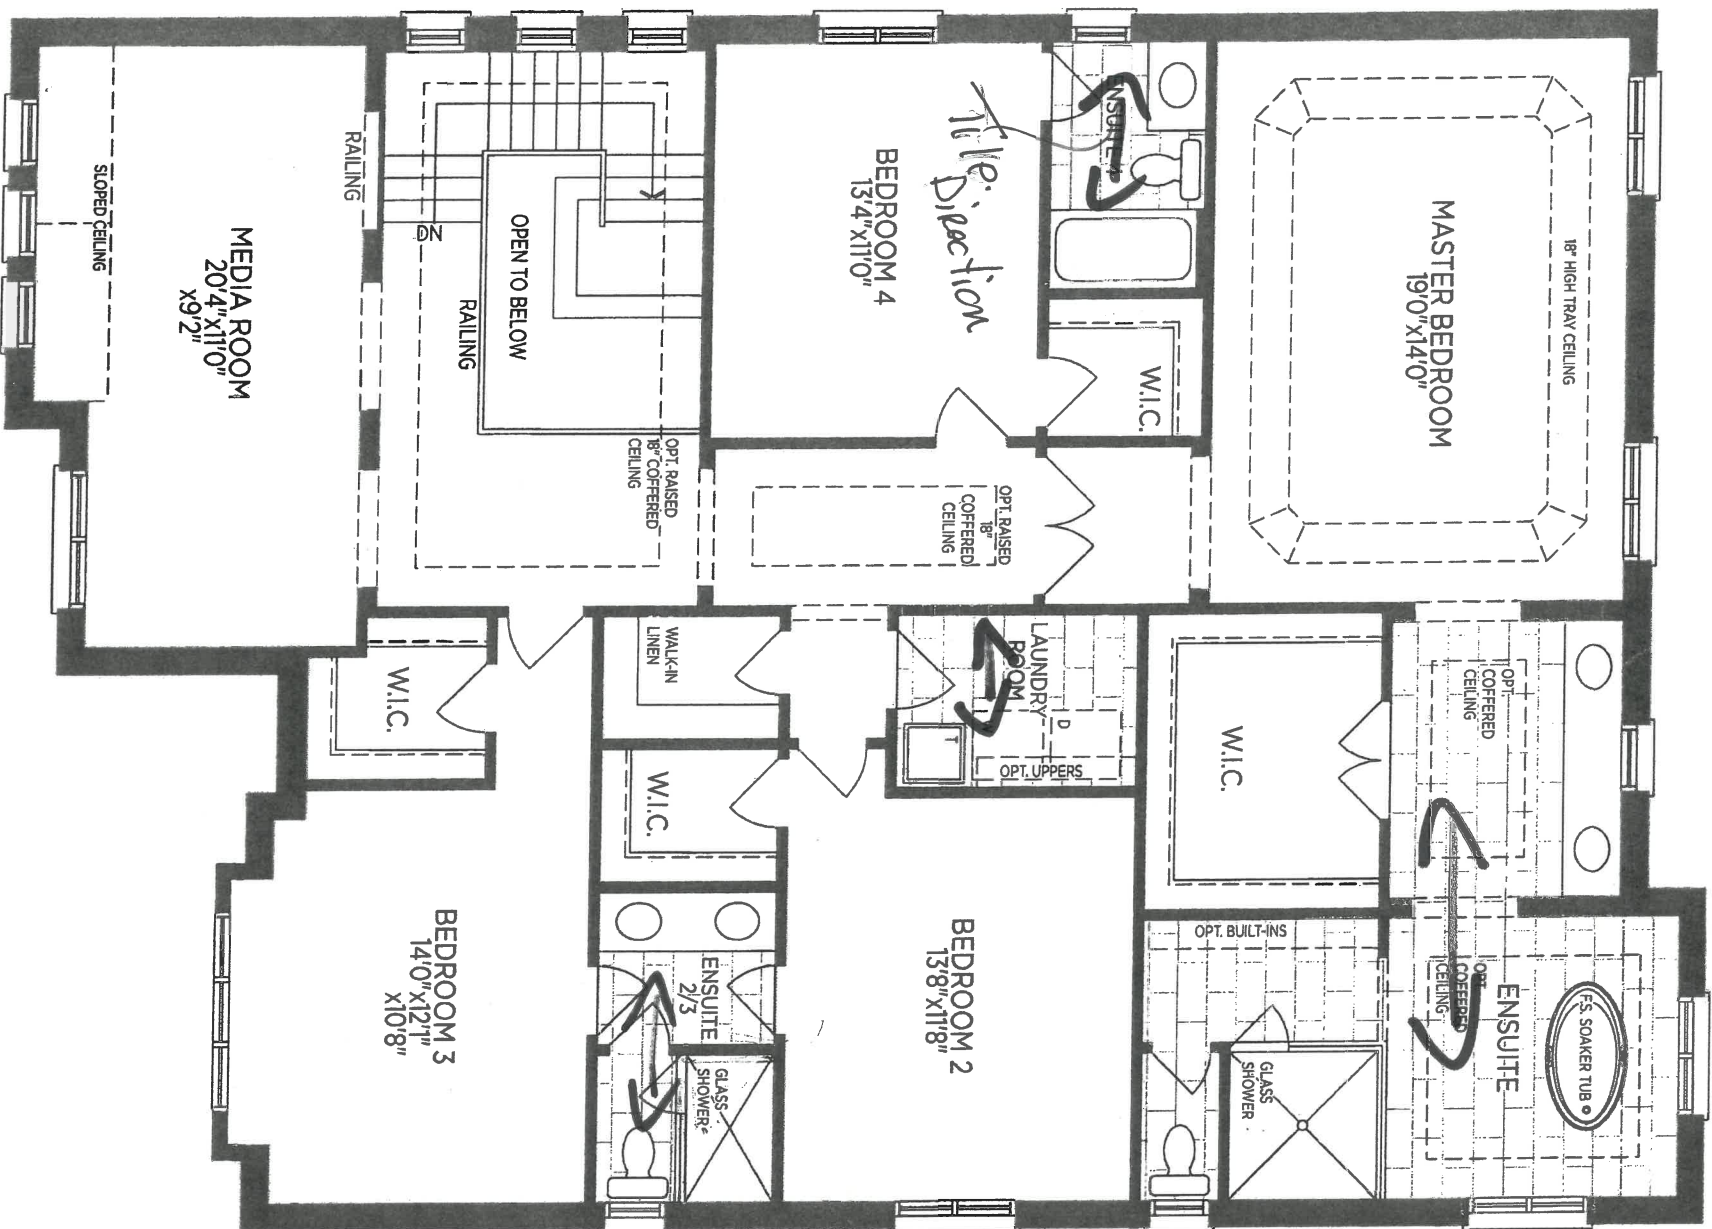 SLOPED CEILING
MEDIA ROOM
20'4"x11'0"
x9'2"
RAILING
DN
OPEN TO BELOW
RAILING
OPT. RAISED
18" COFFERED
CEILING
BEDROOM 4
13'4"x11'0"
Tile
Direction
W.I.C.
OPT. RAISED
18"
COFFERED
CEILING
MASTER BEDROOM
19'0"x14'0"
18" HIGH TRAY CEILING
W.I.C.
WALK-IN
LINEN
W.I.C.
LAUNDRY
ROOM
D
OPT. UPPERS
W.I.C.
OPT.
COFFERED
CEILING
BEDROOM 3
14'0"x12'1"
x10'8"
ENSUITE
2/3
GLASS
SHOWER
BEDROOM 2
13'8"x11'8"
OPT. BUILT-INS
GLASS
SHOWER
OPT.
COFFERED
CEILING
ENSUITE
F.S. SOAKER TUB